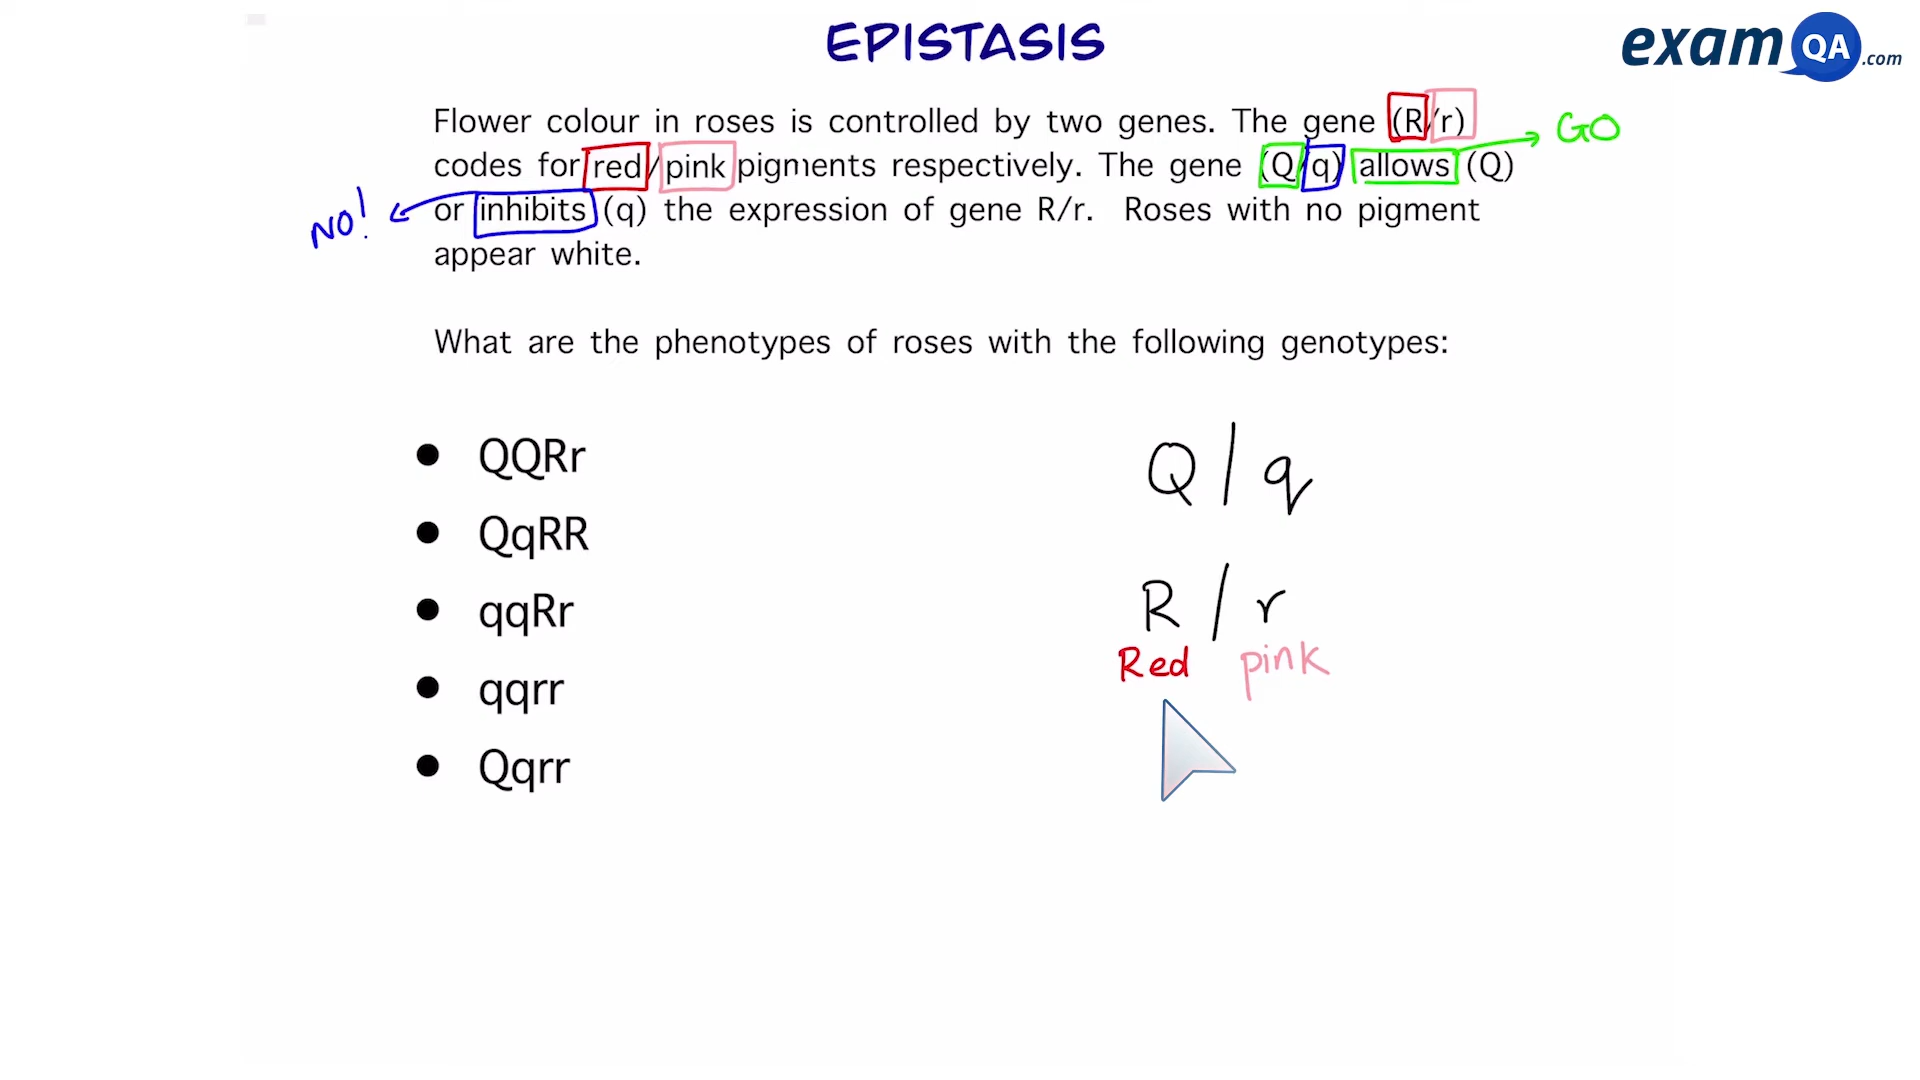 EPISTASIS
examQA.com
Flower colour in roses is controlled by two genes. The gene (R/r)
GO
codes for red/pink pigments respectively. The gene (Q/q) allows (Q)
NO!
or inhibits (q) the expression of gene R/r. Roses with no pigment
appear white.
What are the phenotypes of roses with the following genotypes:
● QQRr
● QqRR
● qqRr
● qqrr
● Qqrr
Q / q
R / r
Red pink